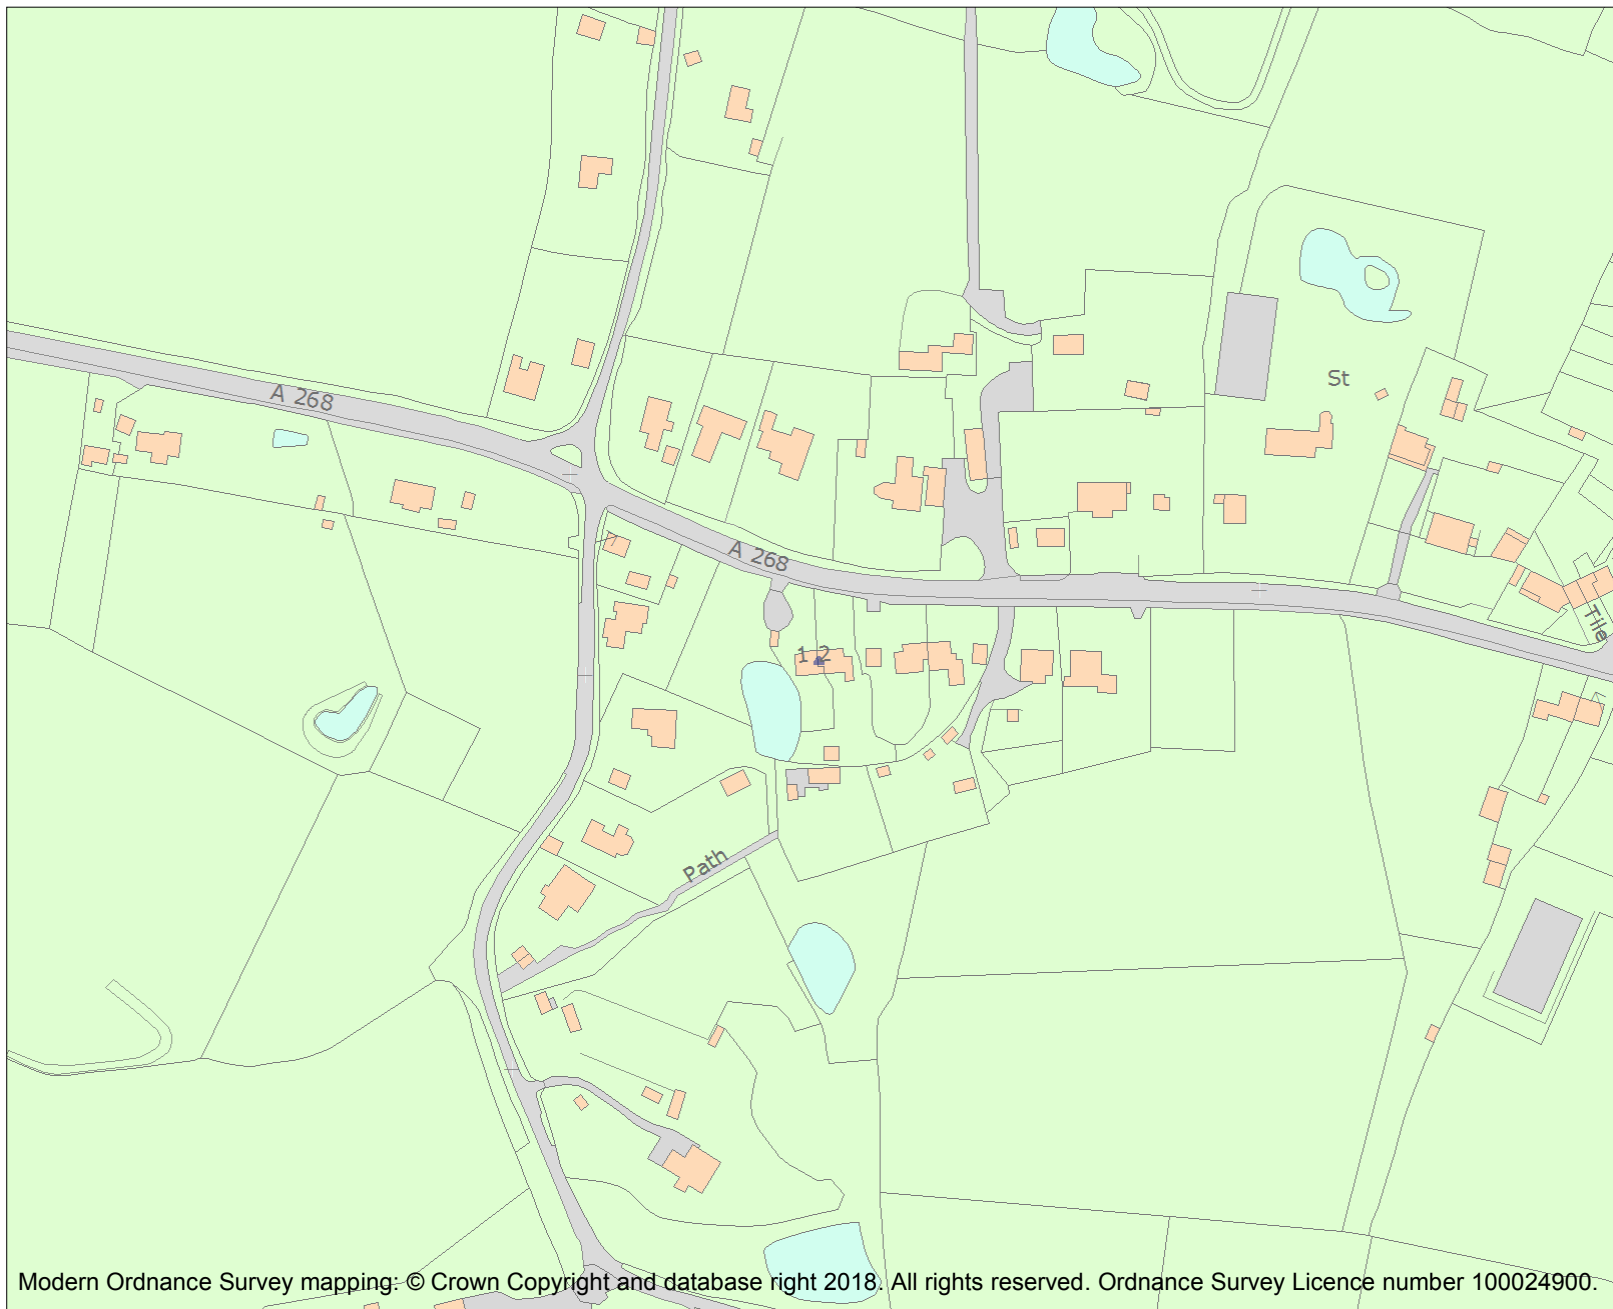 St
A 268
A 268
Tile
1 2
Path
Modern Ordnance Survey mapping: © Crown Copyright and database right 2018. All rights reserved. Ordnance Survey Licence number 100024900.